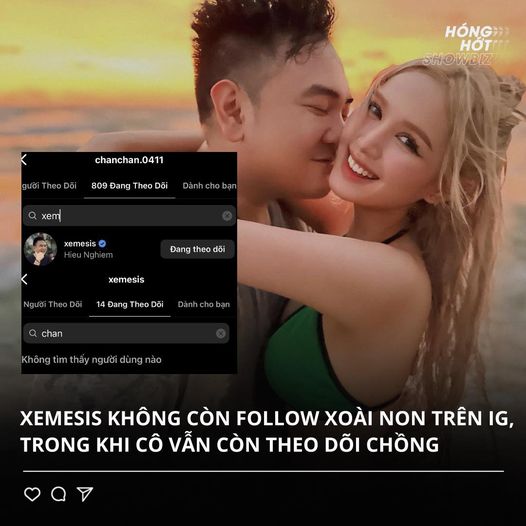 HÓNG
HỚT
SHOWBIZ
chanchan.0411
gười Theo Dõi 809 Đang Theo Dõi Dành cho bạn
xem
xemesis
Hieu Nghiem
Đang theo dõi
xemesis
Người Theo Dõi 14 Đang Theo Dõi Dành cho bạn
chan
Không tìm thấy người dùng nào
XEMESIS KHÔNG CÒN FOLLOW XOÀI NON TRÊN IG,
TRONG KHI CÔ VẪN CÒN THEO DÕI CHỒNG